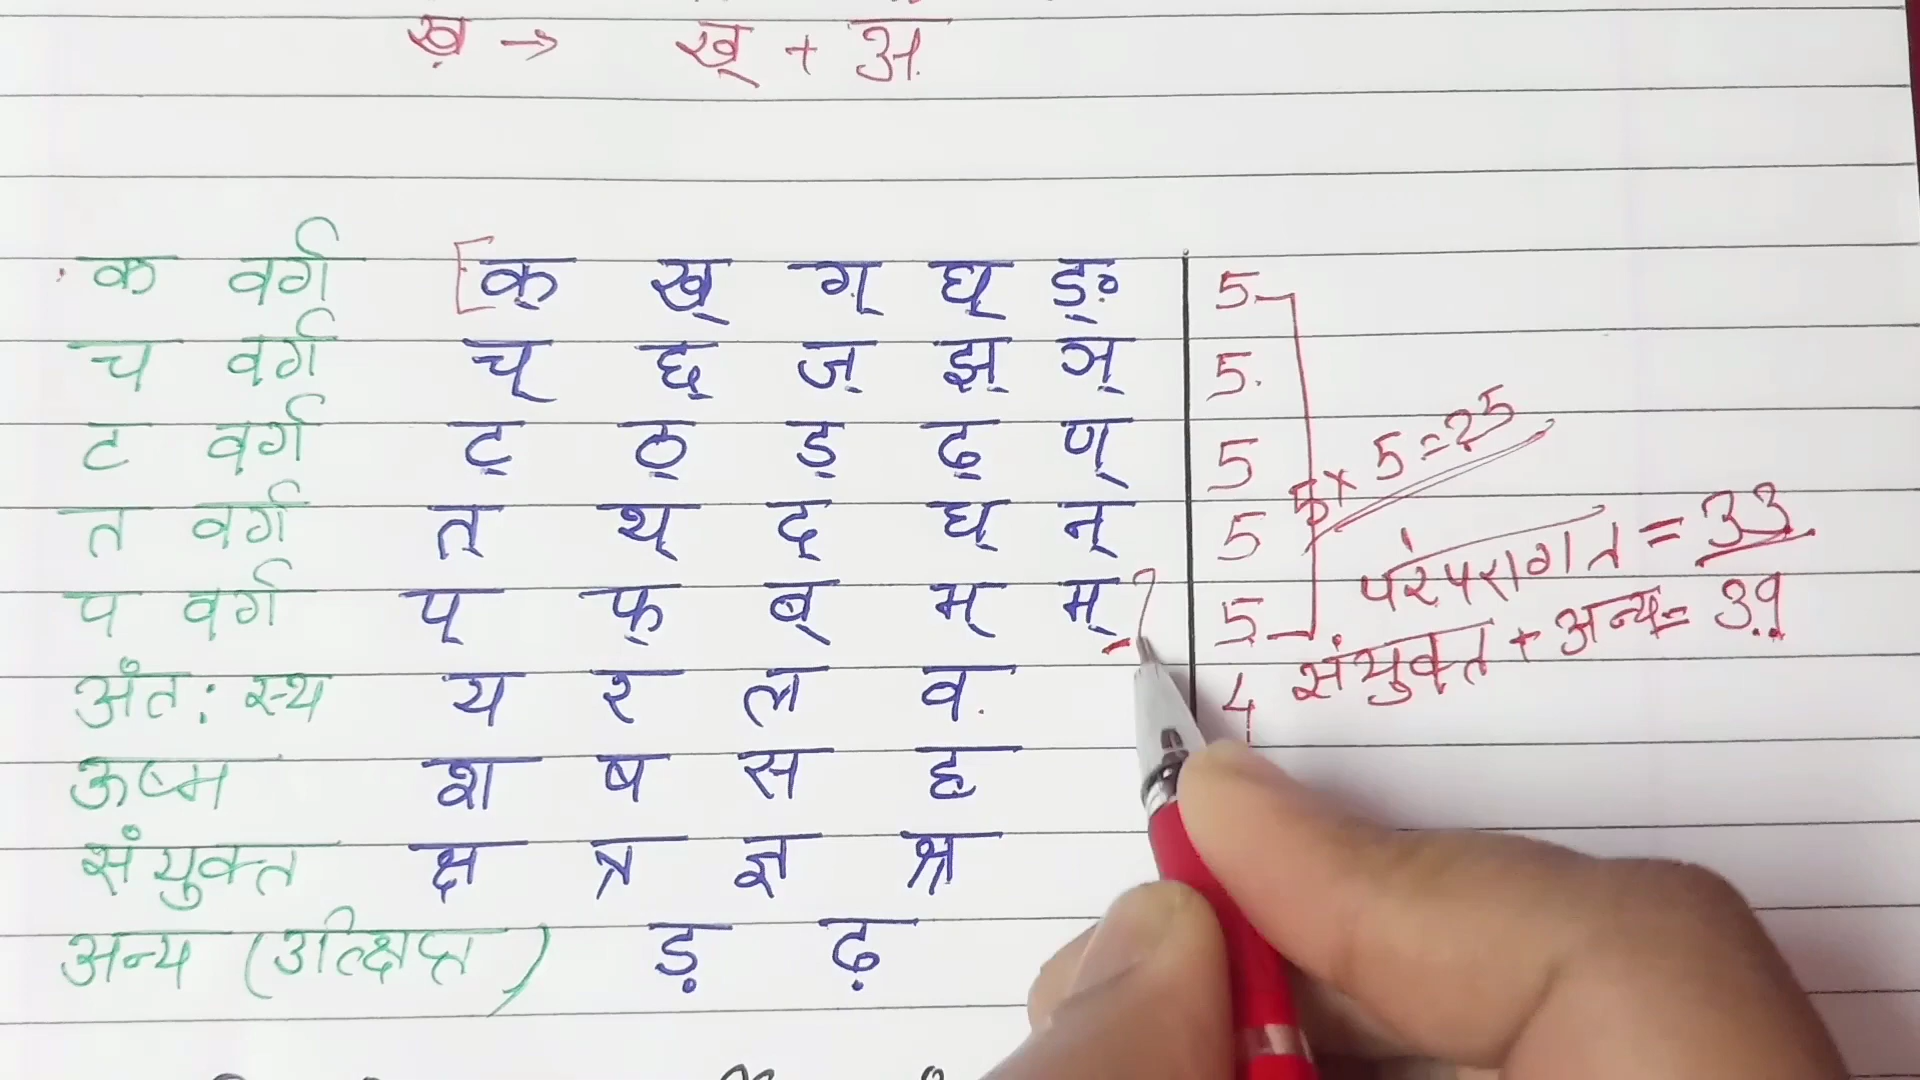 ख़ → ख़् + अ
क वर्ग क् ख् ग् घ् ङ् 5
च वर्ग च् छ् ज् झ् ञ् 5
ट वर्ग ट् ठ् ड् ढ् ण् 5 5 × 5 = 25
त वर्ग त् थ् द् ध् न् 5 परंपरागत = 33
प वर्ग प् फ् ब् भ् म् 5 संयुक्त + अन्य = 39
अंत: स्थ य र ल व 4
ऊष्म श ष स ह
संयुक्त क्ष त्र ज्ञ श्र
अन्य (उत्क्षिप्त) ड़ ढ़